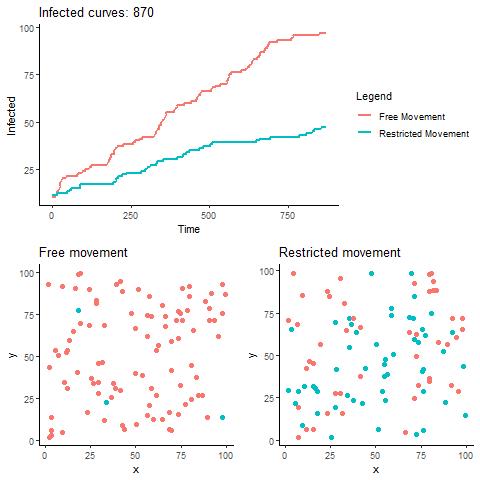 Infected curves: 870
100
75
50
25
Infected
0
250
500
750
Time
Legend
Free Movement
Restricted Movement
Free movement
100
75
50
25
0
y
0
25
50
75
100
x
Restricted movement
100
75
50
25
0
y
0
25
50
75
100
x